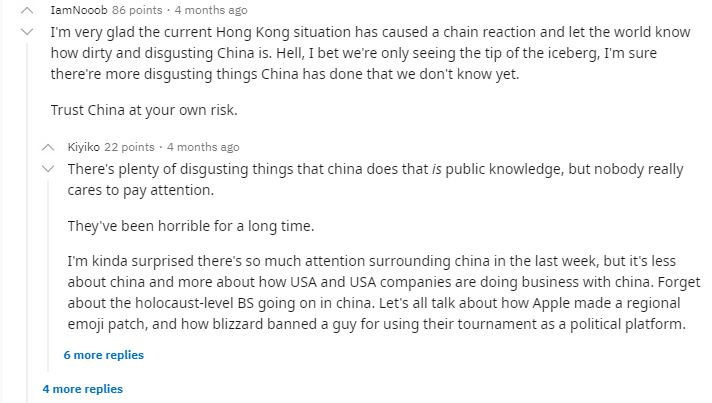 IamNooob 86 points · 4 months ago
I'm very glad the current Hong Kong situation has caused a chain reaction and let the world know
how dirty and disgusting China is. Hell, I bet we're only seeing the tip of the iceberg, I'm sure
there're more disgusting things China has done that we don't know yet.
Trust China at your own risk.
Kiyiko 22 points · 4 months ago
There's plenty of disgusting things that china does that is public knowledge, but nobody really
cares to pay attention.
They've been horrible for a long time.
I'm kinda surprised there's so much attention surrounding china in the last week, but it's less
about china and more about how USA and USA companies are doing business with china. Forget
about the holocaust-level BS going on in china. Let's all talk about how Apple made a regional
emoji patch, and how blizzard banned a guy for using their tournament as a political platform.
6 more replies
4 more replies